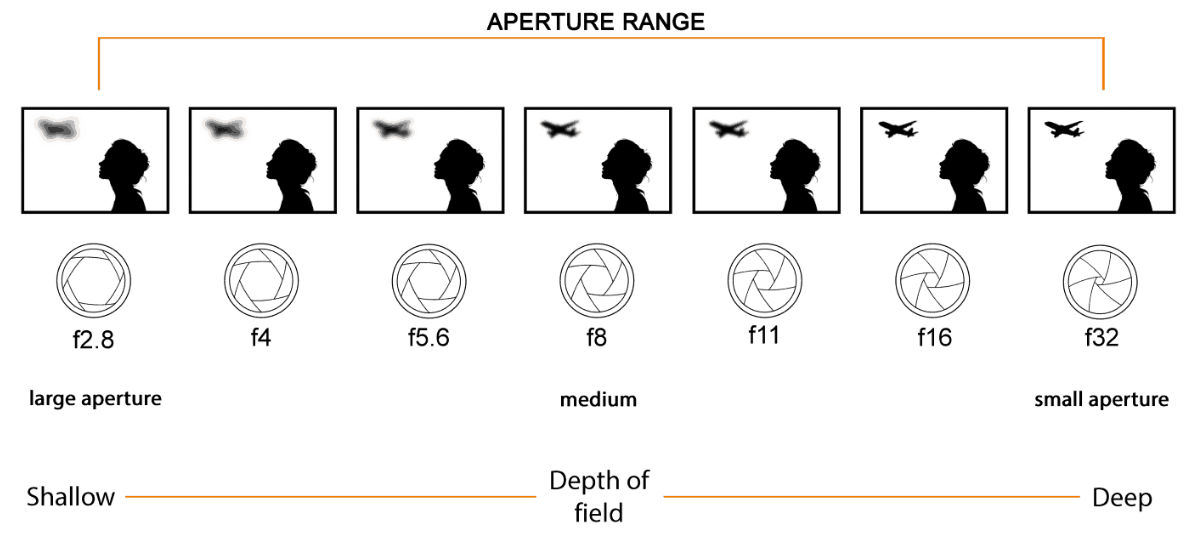 APERTURE RANGE
f2.8
f4
f5.6
f8
f11
f16
f32
large aperture
medium
small aperture
Shallow
Depth of
field
Deep